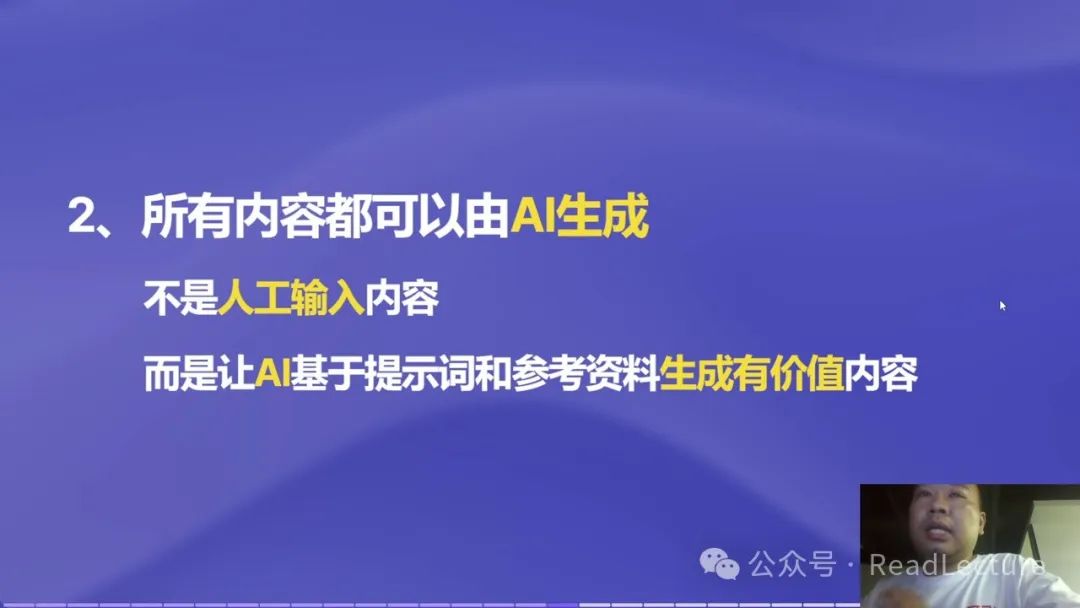 2、所有内容都可以由AI生成
不是人工输入内容
而是让AI基于提示词和参考资料生成有价值内容
公众号 · ReadLecture